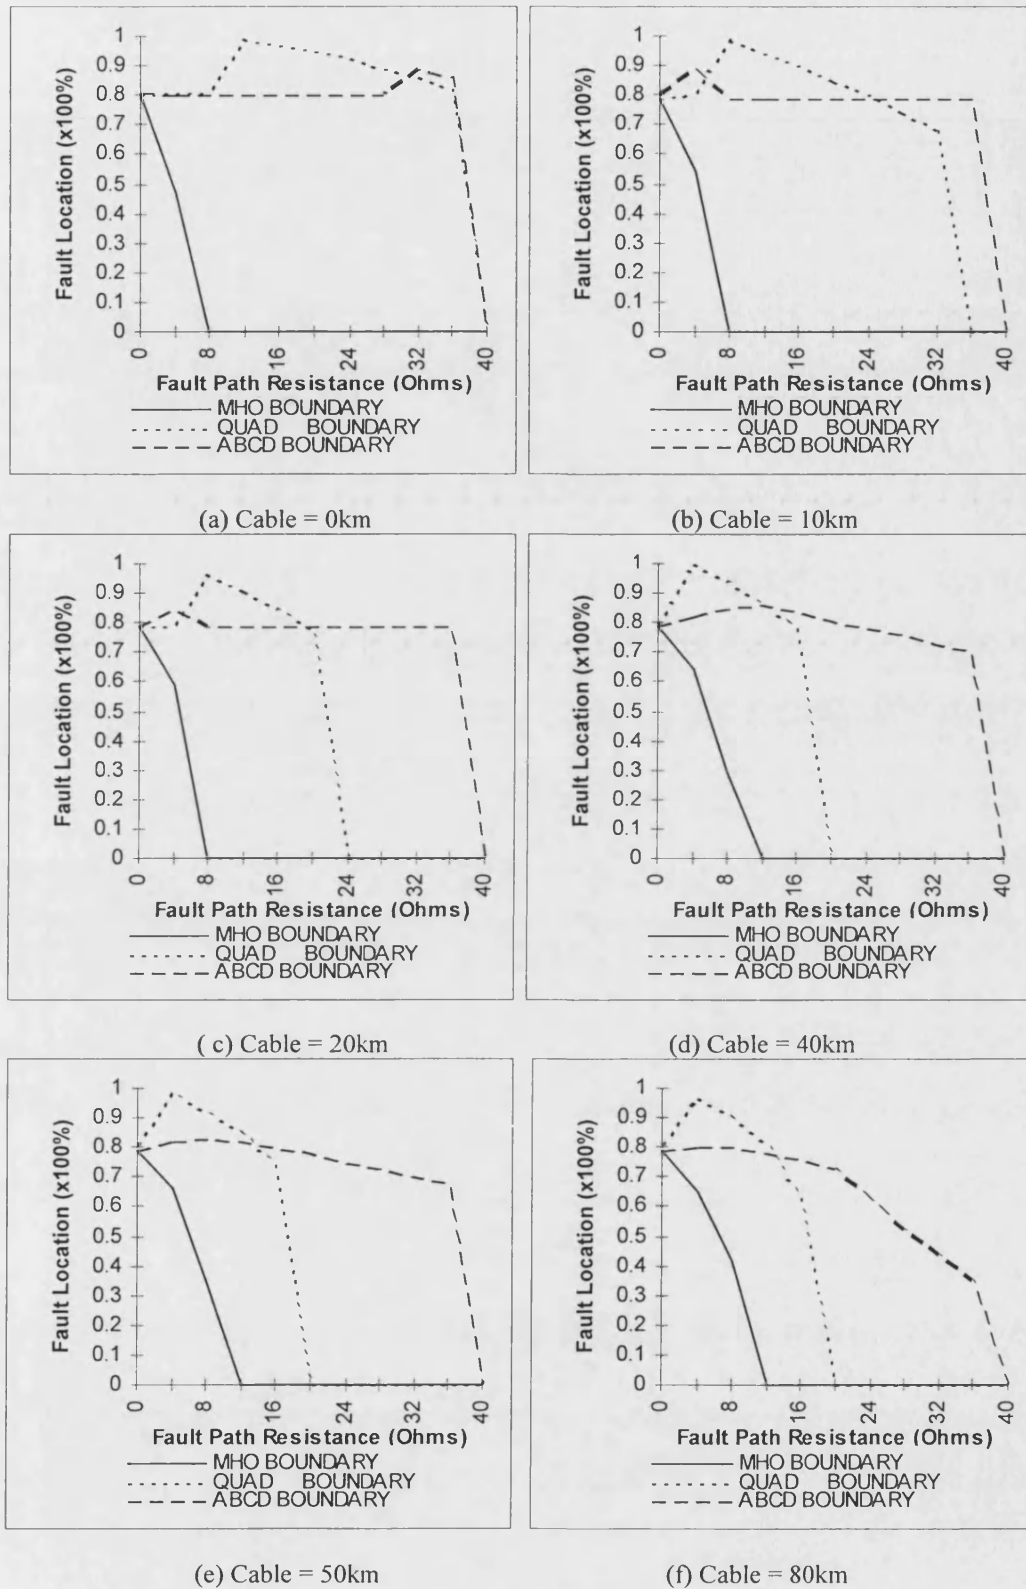 Fault Location (x100%)
1
0.9
0.8
0.7
0.6
0.5
0.4
0.3
0.2
0.1
0
0 8 16 24 32 40
Fault Path Resistance (Ohms)
MHO BOUNDARY
QUAD BOUNDARY
ABCD BOUNDARY
(a) Cable = 0km
Fault Location (x100%)
1
0.9
0.8
0.7
0.6
0.5
0.4
0.3
0.2
0.1
0
0 8 16 24 32 40
Fault Path Resistance (Ohms)
MHO BOUNDARY
QUAD BOUNDARY
ABCD BOUNDARY
(b) Cable = 10km
Fault Location (x100%)
1
0.9
0.8
0.7
0.6
0.5
0.4
0.3
0.2
0.1
0
0 8 16 24 32 40
Fault Path Resistance (Ohms)
MHO BOUNDARY
QUAD BOUNDARY
ABCD BOUNDARY
( c) Cable = 20km
Fault Location (x100%)
1
0.9
0.8
0.7
0.6
0.5
0.4
0.3
0.2
0.1
0
0 8 16 24 32 40
Fault Path Resistance (Ohms)
MHO BOUNDARY
QUAD BOUNDARY
ABCD BOUNDARY
(d) Cable = 40km
Fault Location (x100%)
1
0.9
0.8
0.7
0.6
0.5
0.4
0.3
0.2
0.1
0
0 8 16 24 32 40
Fault Path Resistance (Ohms)
MHO BOUNDARY
QUAD BOUNDARY
ABCD BOUNDARY
(e) Cable = 50km
Fault Location (x100%)
1
0.9
0.8
0.7
0.6
0.5
0.4
0.3
0.2
0.1
0
0 8 16 24 32 40
Fault Path Resistance (Ohms)
MHO BOUNDARY
QUAD BOUNDARY
ABCD BOUNDARY
(f) Cable = 80km